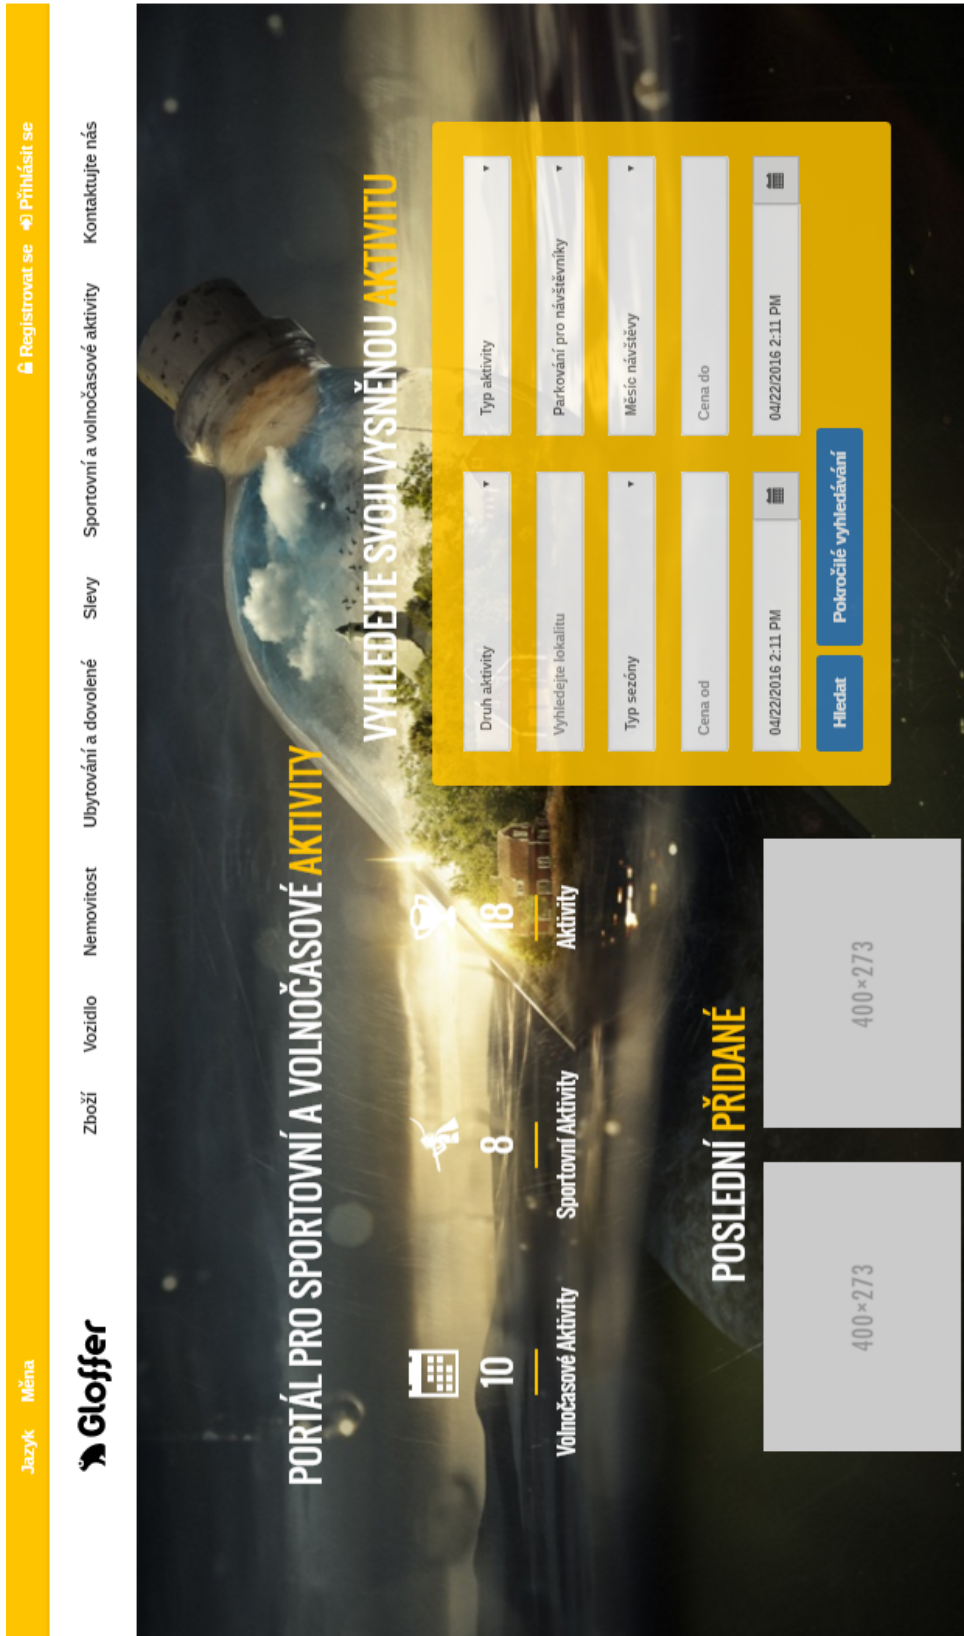 Jazyk Měna Registrovat se Přihlásit se
Gloffer
Zboží Vozidlo Nemovitost Ubytování a dovolené Slevy Sportovní a volnočasové aktivity Kontaktujte nás
PORTÁL PRO SPORTOVNÍ A VOLNOČASOVÉ AKTIVITY
10 8 18
Volnočasové Aktivity Sportovní Aktivity Aktivity
VYHLEDEJTE SVOJI VYSNĚNOU AKTIVITU
Druh aktivity Typ aktivity
Vyhledejte lokalitu Parkování pro návštěvníky
Typ sezóny Měsíc návštěvy
Cena od Cena do
04/22/2016 2:11 PM 04/22/2016 2:11 PM
Hledat Pokročilé vyhledávání
POSLEDNÍ PŘIDANÉ
400×273 400×273